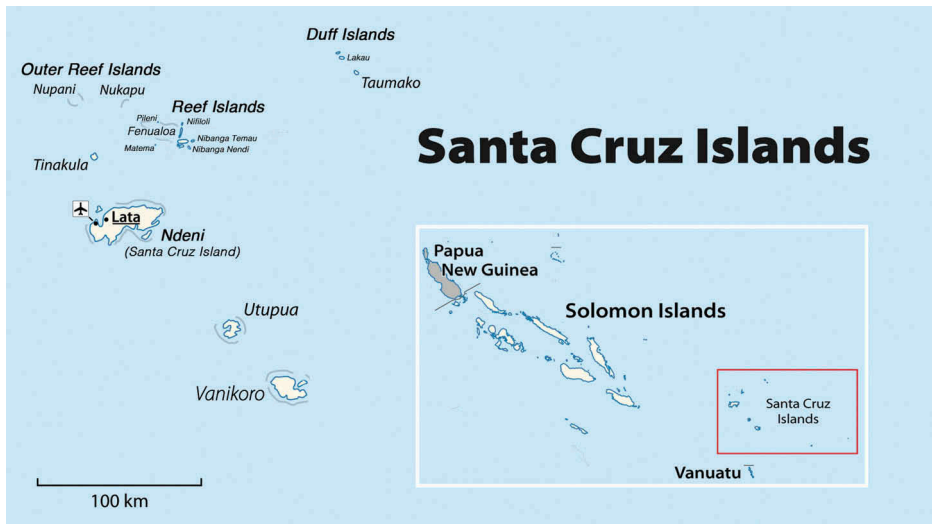 Duff Islands
Lakau
Taumako
Outer Reef Islands
Nupani
Nukapu
Reef Islands
Pileni
Nifiloli
Fenualoa
Nibanga Temau
Matema
Nibanga Nendi
Tinakula
Santa Cruz Islands
Lata
Ndeni
(Santa Cruz Island)
Utupua
Vanikoro
100 km
Papua
New Guinea
Solomon Islands
Santa Cruz
Islands
Vanuatu